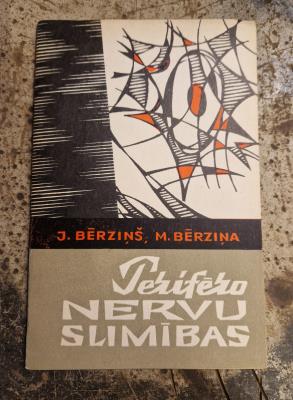 J. BĒRZIŅŠ, M. BĒRZIŅA
Perifēro
NERVU
SLIMĪBAS